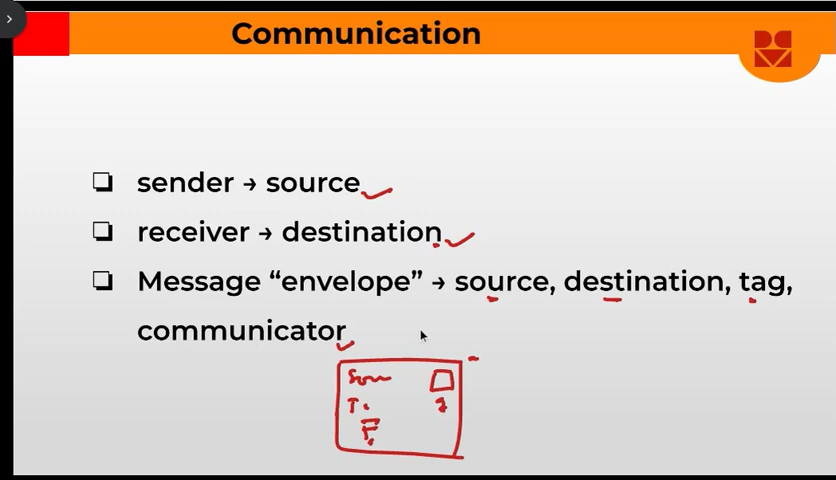 Communication
❏ sender → source
❏ receiver → destination
❏ Message “envelope” → source, destination, tag,
communicator